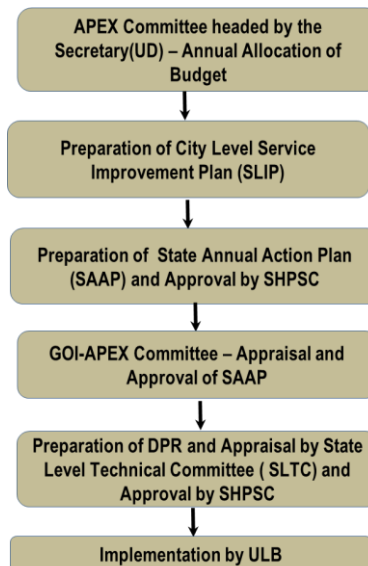 APEX Committee headed by the
Secretary(UD) – Annual Allocation of
Budget
Preparation of City Level Service
Improvement Plan (SLIP)
Preparation of State Annual Action Plan
(SAAP) and Approval by SHPSC
GOI-APEX Committee – Appraisal and
Approval of SAAP
Preparation of DPR and Appraisal by State
Level Technical Committee ( SLTC) and
Approval by SHPSC
Implementation by ULB